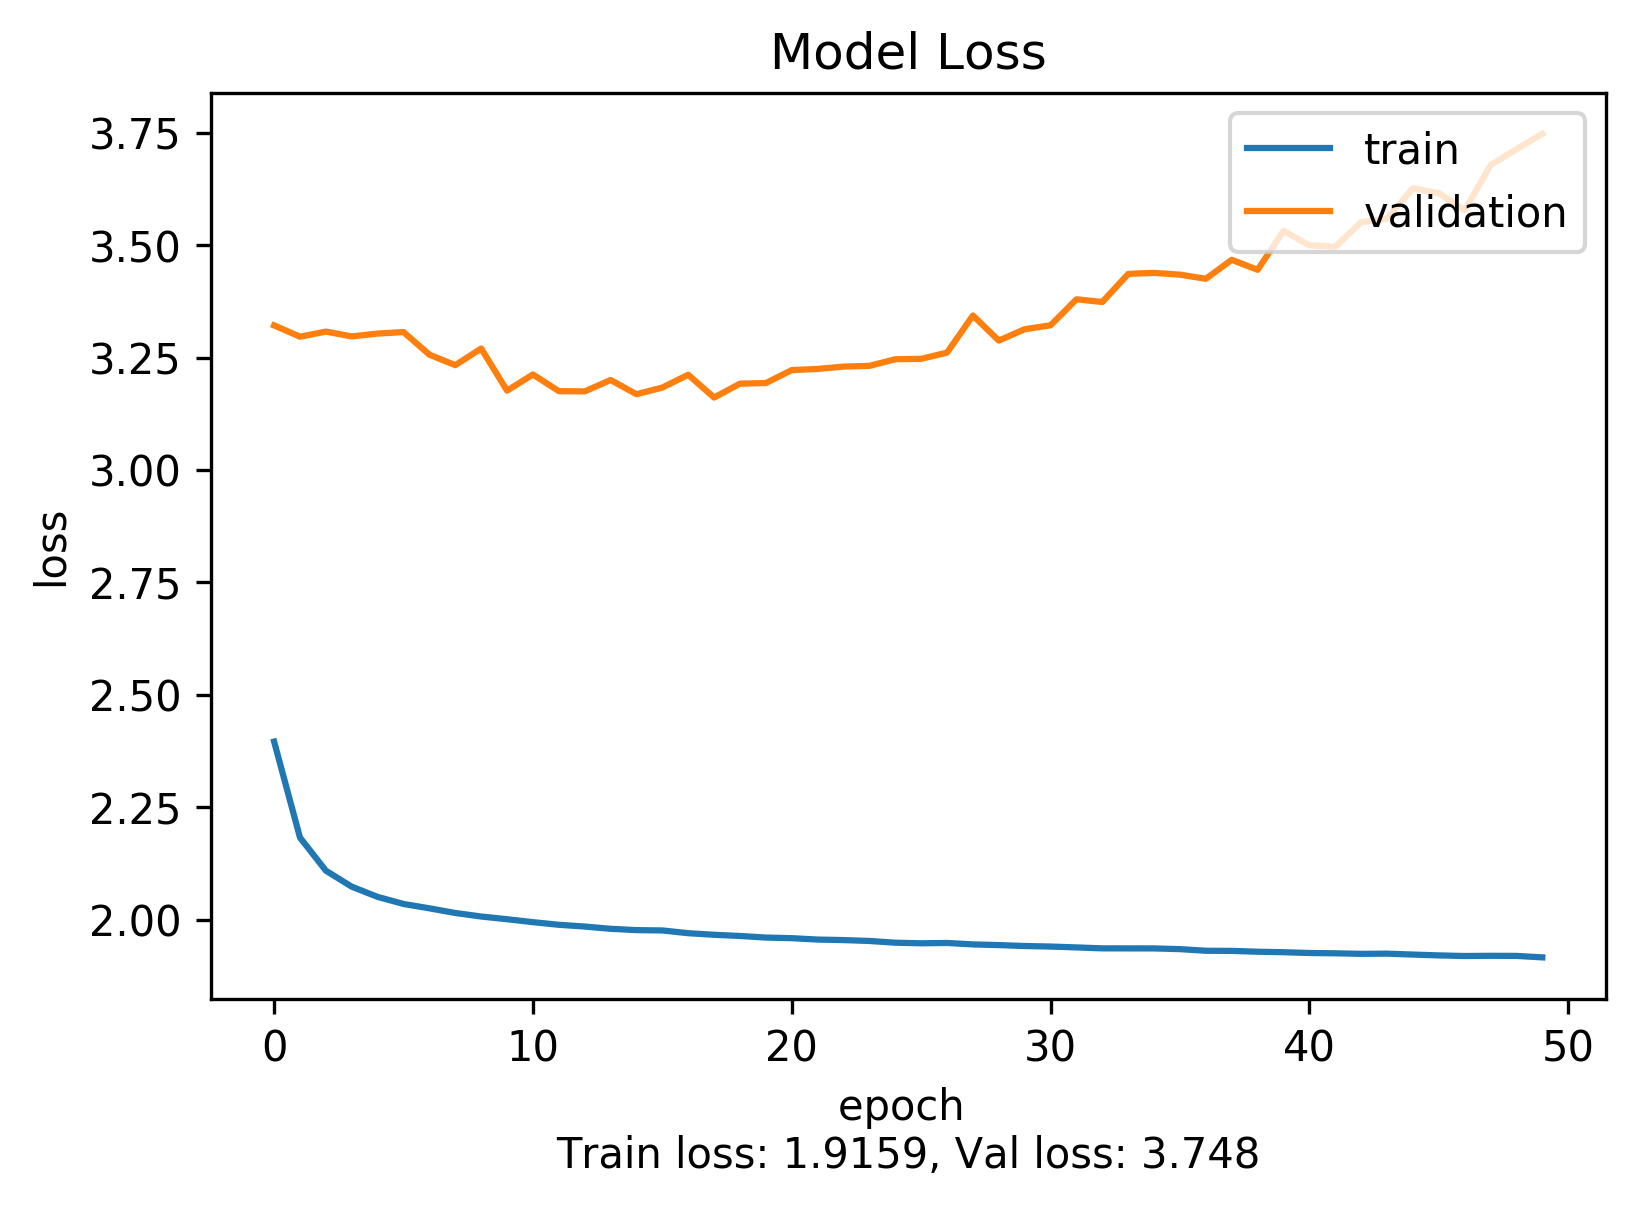 Model Loss
3.75
3.50
3.25
3.00
2.75
2.50
2.25
2.00
loss
train
validation
0 10 20 30 40 50
epoch
Train loss: 1.9159, Val loss: 3.748